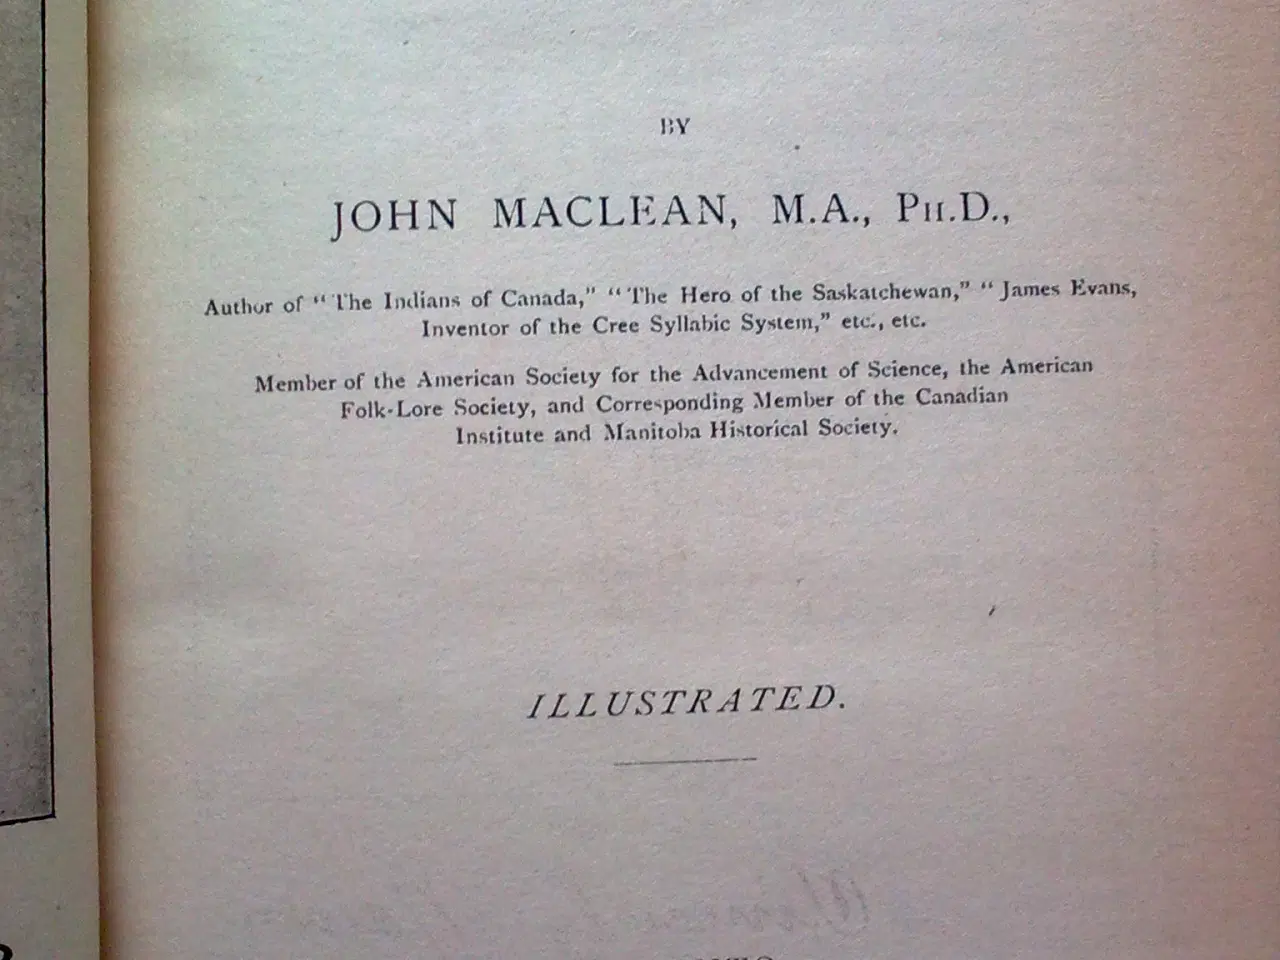 BY
JOHN MACLEAN, M.A., PH.D.,
Author of "The Indians of Canada," "The Hero of the Saskatchewan," "James Evans,
Inventor of the Cree Syllabic System," etc., etc.
Member of the American Society for the Advancement of Science, the American
Folk-Lore Society, and Corresponding Member of the Canadian
Institute and Manitoba Historical Society.
ILLUSTRATED.